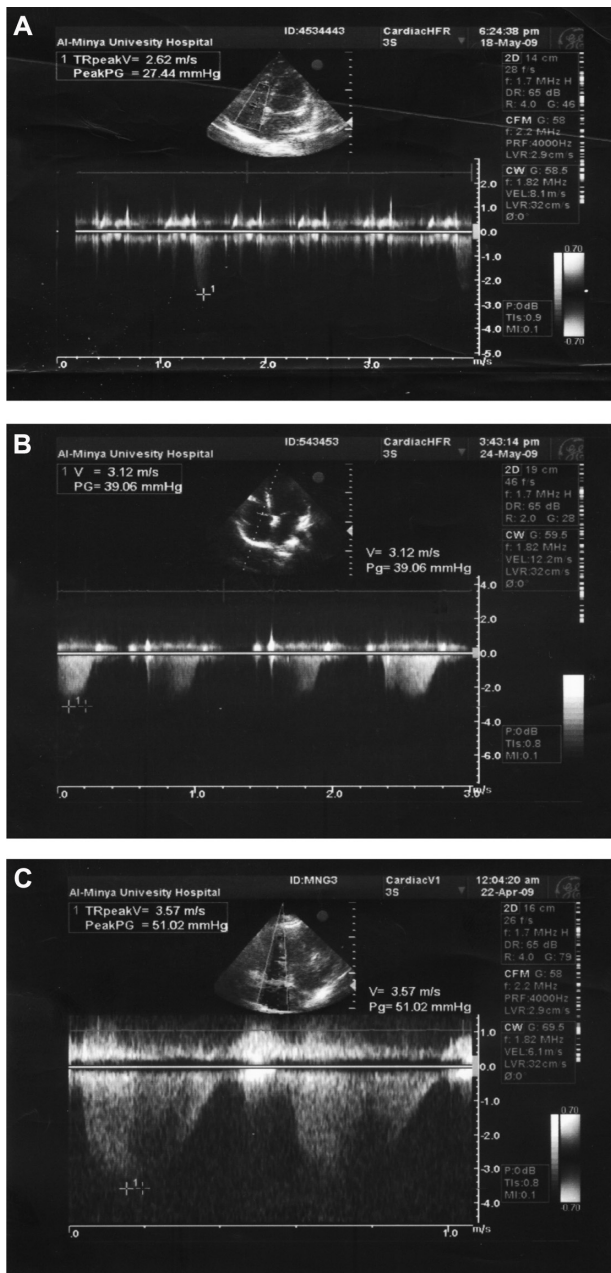 A
ID:4534443 CardiacHFR 6:24:38 pm
Al-Minya Univesity Hospital 3S 18-May-09
1 TRpeakV= 2.62 m/s
PeakPG = 27.44 mmHg
2D 14 cm
28 f/s
f: 1.7 MHz H
DR: 65 dB
R: 4.0 G: 46
CFM G: 58
f: 2.2 MHz
PRF:4000Hz
LVR:2.9cm/s
CW G: 58.5
f: 1.82 MHz
VEL:8.1m/s
LVR:32cm/s
Ø:0°
2.0
1.0
0.0
-1.0
1
-3.0
-4.0
-5.0
0.70
-0.70
P:0dB
TIs:0.9
MI:0.1
.0 2.0 3.0 m/s
B
ID:543453 CardiacHFR 3:43:14 pm
Al-Minya Univesity Hospital 3S 24-May-09
1 V = 3.12 m/s
PG= 39.06 mmHg
2D 19 cm
46 f/s
f: 1.7 MHz H
DR: 65 dB
R: 2.0 G: 28
CW G: 59.5
f: 1.82 MHz
VEL:12.2m/s
LVR:32cm/s
Ø:0°
V= 3.12 m/s
Pg= 39.06 mmHg
4.0
2.0
0.0
-2.0
1
-4.0
-6.0
P:0dB
TIs:0.8
MI:0.1
.0 1.0 2.0 3.0 m/s
C
ID:MNG3 CardiacV1 12:04:20 am
Al-Minya Univesity Hospital 3S 22-Apr-09
1 TRpeakV= 3.57 m/s
PeakPG= 51.02 mmHg
2D 16 cm
26 f/s
f: 1.7 MHz H
DR: 65 dB
R: 4.0 G: 79
CFM G: 58
f: 2.2 MHz
PRF:4000Hz
LVR:2.9cm/s
CW G: 69.5
f: 1.82 MHz
VEL:6.1m/s
LVR:32cm/s
Ø:0
V= 3.57 m/s
Pg= 51.02 mmHg
1.0
0.0
-1.0
-2.0
-3.0
1
-4.0
0.70
-0.70
P:0dB
TIs:0.8
MI:0.1
.0 1.0 m/s